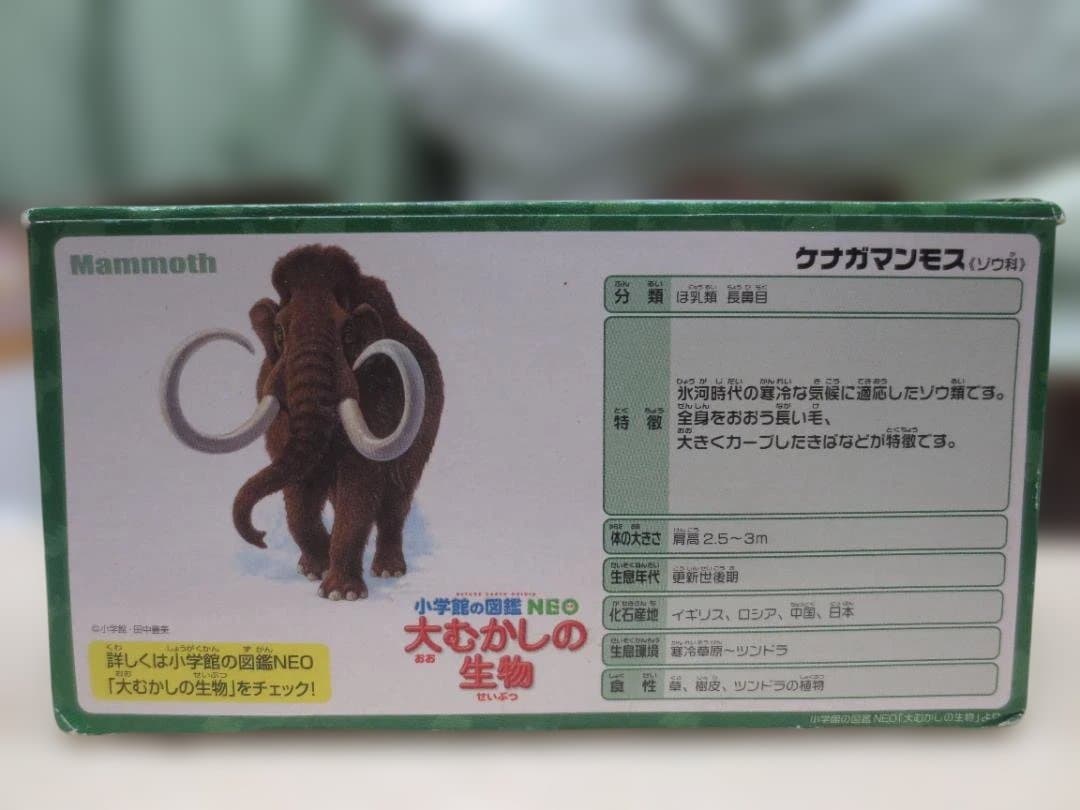 Mammoth
ケナガマンモス《ゾウ科》
分類 ほ乳類 長鼻目
特徴
氷河時代の寒冷な気候に適応したゾウ類です。
全身をおおう長い毛、
大きくカーブしたきばなどが特徴です。
体の大きさ 肩高2.5～3m
生息年代 更新世後期
化石産地 イギリス、ロシア、中国、日本
生息環境 寒冷草原～ツンドラ
食性 草、樹皮、ツンドラの植物
小学館の図鑑 NEO
大むかしの
生物
せいぶつ
©小学館・田中豊美
詳しくは小学館の図鑑NEO
「大むかしの生物」をチェック!
小学館の図鑑NEO「大むかしの生物」より